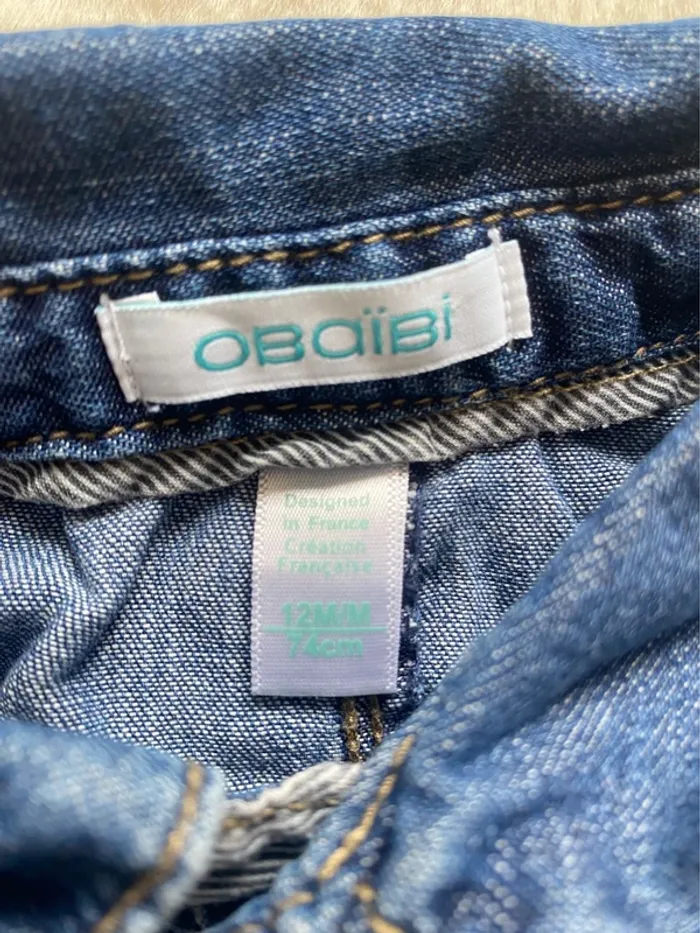 OBaïBi
Designed
in France
Création
Française
12M/M
74cm